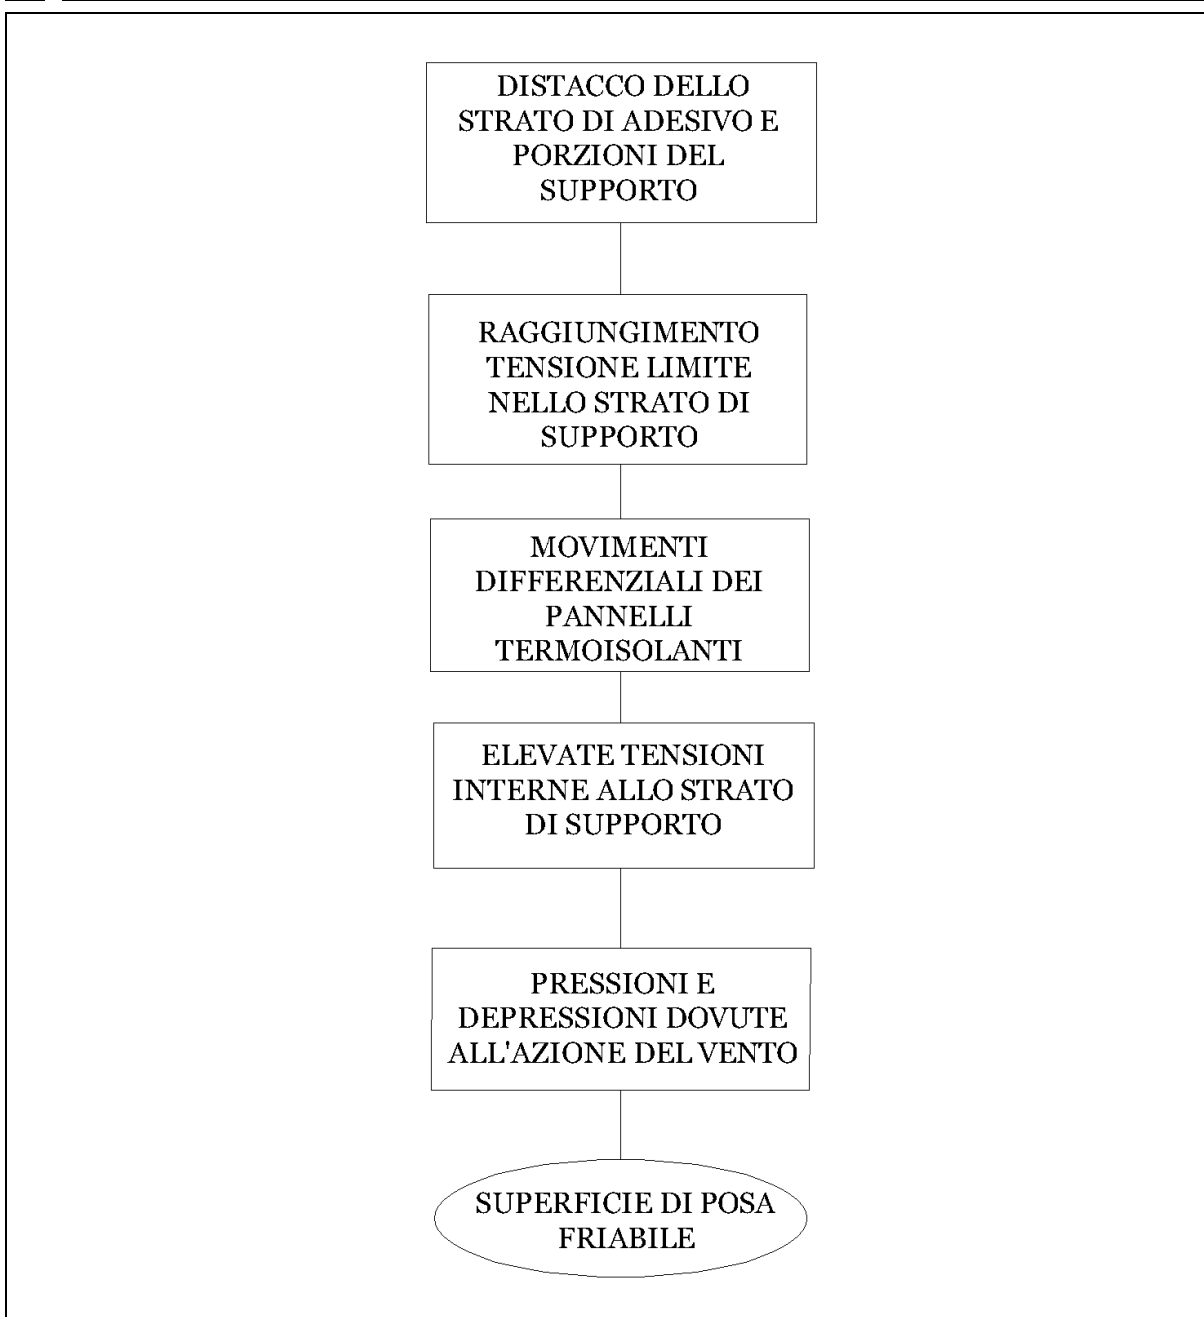 DISTACCO DELLO
STRATO DI ADESIVO E
PORZIONI DEL
SUPPORTO
RAGGIUNGIMENTO
TENSIONE LIMITE
NELLO STRATO DI
SUPPORTO
MOVIMENTI
DIFFERENZIALI DEI
PANNELLI
TERMOISOLANTI
ELEVATE TENSIONI
INTERNE ALLO STRATO
DI SUPPORTO
PRESSIONI E
DEPRESSIONI DOVUTE
ALL'AZIONE DEL VENTO
SUPERFICIE DI POSA
FRIABILE